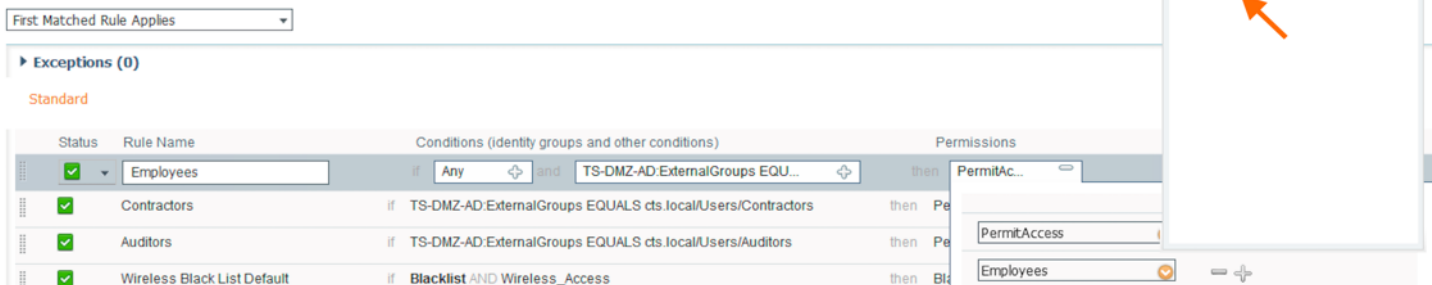 First Matched Rule Applies
Exceptions (0)
Standard
Status Rule Name Conditions (identity groups and other conditions) Permissions
Employees if Any and TS-DMZ-AD:ExternalGroups EQU... then PermitAc...
Contractors if TS-DMZ-AD:ExternalGroups EQUALS cts.local/Users/Contractors then Pe
PermitAccess
Auditors if TS-DMZ-AD:ExternalGroups EQUALS cts.local/Users/Auditors then Pe
Employees
Wireless Black List Default if Blacklist AND Wireless_Access then Bla